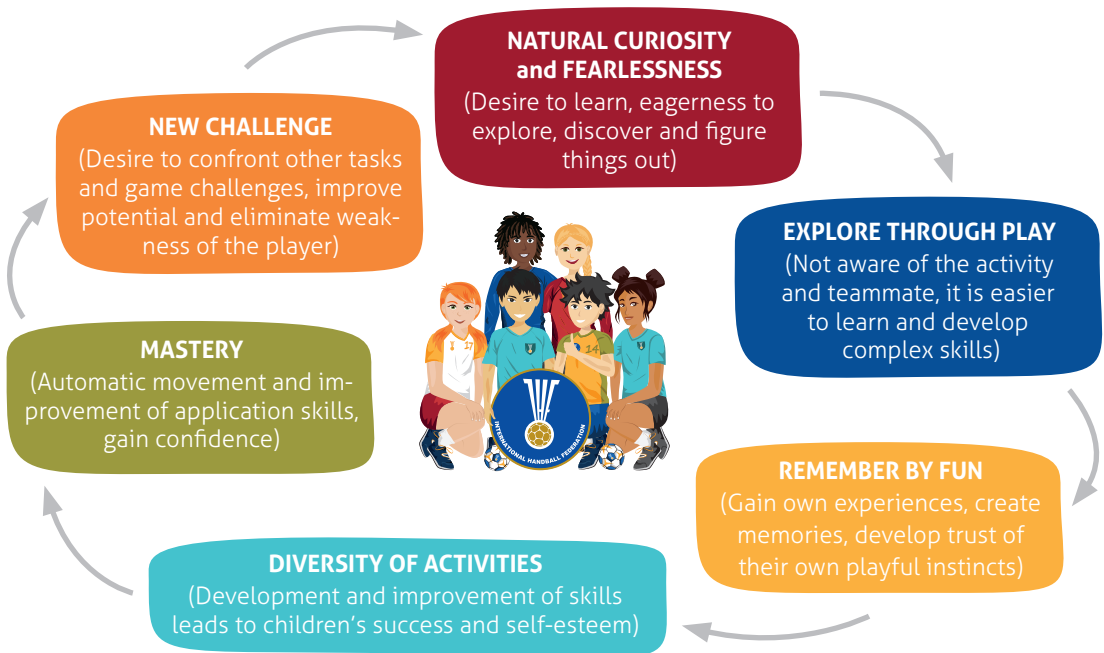 NATURAL CURIOSITY
and FEARLESSNESS
(Desire to learn, eagerness to
explore, discover and figure
things out)
EXPLORE THROUGH PLAY
(Not aware of the activity
and teammate, it is easier
to learn and develop
complex skills)
REMEMBER BY FUN
(Gain own experiences, create
memories, develop trust of
their own playful instincts)
DIVERSITY OF ACTIVITIES
(Development and improvement of skills
leads to children’s success and self-esteem)
MASTERY
(Automatic movement and im-
provement of application skills,
gain confidence)
NEW CHALLENGE
(Desire to confront other tasks
and game challenges, improve
potential and eliminate weak-
ness of the player)
17
14
INTERNATIONAL HANDBALL FEDERATION